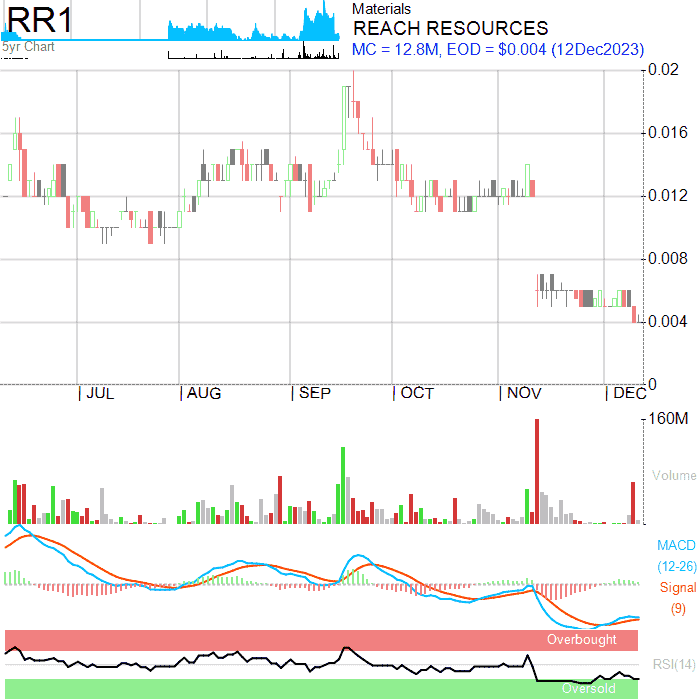 RR1
5yr Chart
Materials
REACH RESOURCES
MC = 12.8M, EOD = $0.004 (12Dec2023)
0.02
0.016
0.012
0.008
0.004
0
JUL AUG SEP OCT NOV DEC
160M
Volume
MACD
(12-26)
Signal
(9)
Overbought
RSI(14)
Oversold